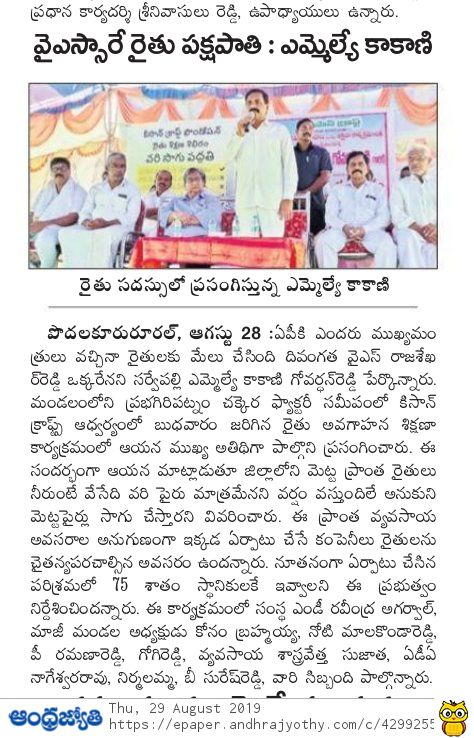 ప్రధాన కార్యదర్శి శ్రీనివాసులు రెడ్డి, ఉపాధ్యాయులు ఉన్నారు.
వైఎస్సారే రైతు పక్షపాతి : ఎమ్మెల్యే కాకాణి
కిసాన్ క్రాఫ్ట్ ఫౌండేషన్
రైతు శిక్షణ శిబిరం
వరి సాగు పద్ధతి
రైతు సదస్సులో ప్రసంగిస్తున్న ఎమ్మెల్యే కాకాణి
పొదలకూరురూరల్, ఆగస్టు 28 :ఏపీకి ఎందరు ముఖ్యమం
త్రులు వచ్చినా రైతులకు మేలు చేసింది దివంగత వైఎస్ రాజశేఖ
ర్‌రెడ్డి ఒక్కరేనని సర్వేపల్లి ఎమ్మెల్యే కాకాణి గోవర్ధన్‌రెడ్డి పేర్కొన్నారు.
మండలంలోని ప్రభగిరిపట్నం చక్కెర ఫ్యాక్టరీ సమీపంలో కిసాన్
క్రాఫ్ట్స్ ఆధ్వర్యంలో బుధవారం జరిగిన రైతు అవగాహన శిక్షణా
కార్యక్రమంలో ఆయన ముఖ్య అతిథిగా పాల్గొని ప్రసంగించారు. ఈ
సందర్భంగా ఆయన మాట్లాడుతూ జిల్లాలోని మెట్ట ప్రాంత రైతులు
నీరుంటే వేసేది వరి పైరు మాత్రమేనని వర్షం వస్తుందిలే అనుకుని
మెట్టపైర్లు సాగు చేస్తారని వివరించారు. ఈ ప్రాంత వ్యవసాయ
అవసరాల అనుగుణంగా ఇక్కడ ఏర్పాటు చేసే కంపెనీలు రైతులను
చైతన్యపరచాల్సిన అవసరం ఉందన్నారు. నూతనంగా ఏర్పాటు చేసిన
పరిశ్రమలో 75 శాతం స్థానికులకే ఇవ్వాలని ఈ ప్రభుత్వం
నిర్దేశించిందన్నారు. ఈ కార్యక్రమంలో సంస్థ ఎండీ రవీంద్ర అగర్వాల్,
మాజీ మండల అధ్యక్షుడు కోనం బ్రహ్మయ్య, నోటి మాలకొండారెడ్డి,
పీ రమణారెడ్డి, గోగిరెడ్డి, వ్యవసాయ శాస్త్రవేత్త సుజాత, ఏడీఏ
నాగేశ్వరరావు, నిర్మలమ్మ, బీ సురేష్‌రెడ్డి, వారి సిబ్బంది పాల్గొన్నారు.
ఆంధ్రజ్యోతి
Thu, 29 August 2019
https://epaper.andhrajyothy.com/c/4299255